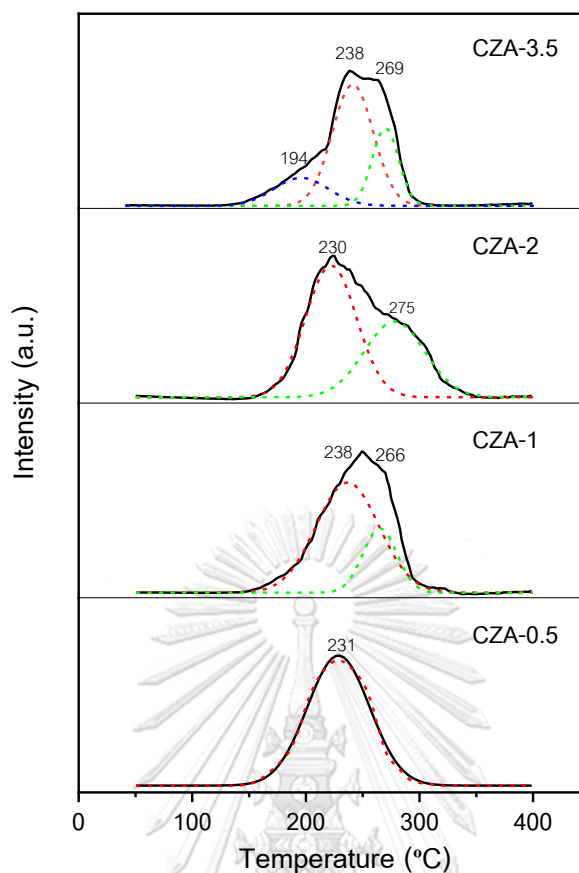 CZA-3.5
238
269
194
CZA-2
230
275
CZA-1
238 266
CZA-0.5
231
Intensity (a.u.)
0 100 200 300 400
Temperature (ºC)